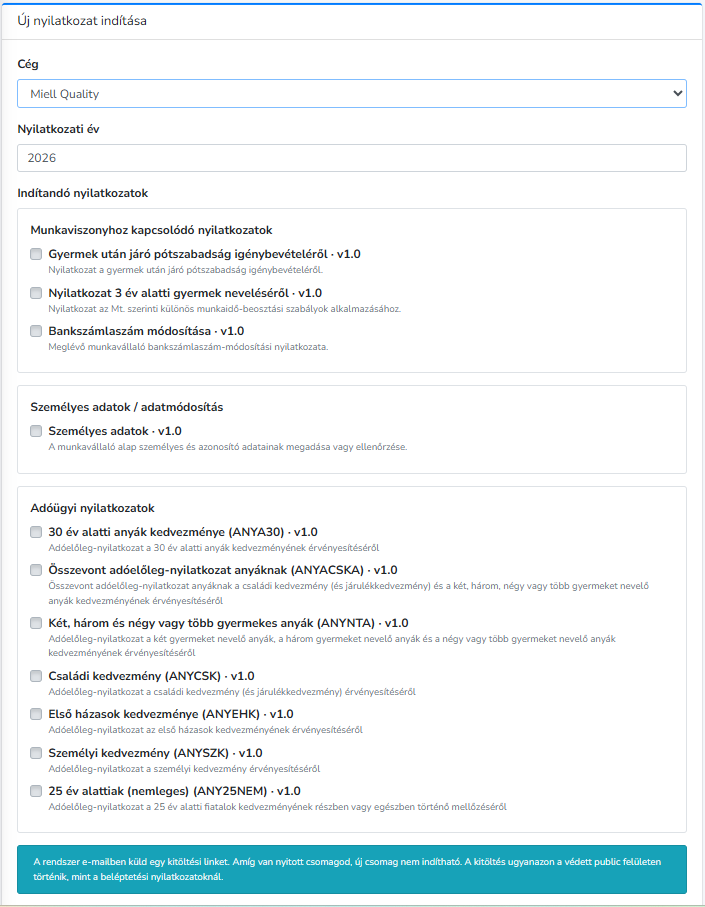 Új nyilatkozat indítása
Cég
Miell Quality
Nyilatkozati év
2026
Indítandó nyilatkozatok
Munkaviszonyhoz kapcsolódó nyilatkozatok
Gyermek után járó pótszabadság igénybevételéről · v1.0
Nyilatkozat a gyermek után járó pótszabadság igénybevételéről.
Nyilatkozat 3 év alatti gyermek neveléséről · v1.0
Nyilatkozat az Mt. szerinti különös munkaidő-beosztási szabályok alkalmazásához.
Bankszámlaszám módosítása · v1.0
Meglévő munkavállaló bankszámlaszám-módosítási nyilatkozata.
Személyes adatok / adatmódosítás
Személyes adatok · v1.0
A munkavállaló alap személyes és azonosító adatainak megadása vagy ellenőrzése.
Adóügyi nyilatkozatok
30 év alatti anyák kedvezménye (ANYA30) · v1.0
Adóelőleg-nyilatkozat a 30 év alatti anyák kedvezményének érvényesítéséről
Összevont adóelőleg-nyilatkozat anyáknak (ANYACSKA) · v1.0
Összevont adóelőleg-nyilatkozat anyáknak a családi kedvezmény (és járulékkedvezmény) és a két, három, négy vagy több gyermeket nevelő
anyák kedvezményének érvényesítéséről
Két, három és négy vagy több gyermekes anyák (ANYNTA) · v1.0
Adóelőleg-nyilatkozat a két gyermeket nevelő anyák, a három gyermeket nevelő anyák és a négy vagy több gyermeket nevelő anyák
kedvezményének érvényesítéséről
Családi kedvezmény (ANYCSK) · v1.0
Adóelőleg-nyilatkozat a családi kedvezmény (és járulékkedvezmény) érvényesítéséről
Első házasok kedvezménye (ANYEHK) · v1.0
Adóelőleg-nyilatkozat az első házasok kedvezményének érvényesítéséről
Személyi kedvezmény (ANYSZK) · v1.0
Adóelőleg-nyilatkozat a személyi kedvezmény érvényesítéséről
25 év alattiak (nemleges) (ANY25NEM) · v1.0
Adóelőleg-nyilatkozat a 25 év alatti fiatalok kedvezményének részben vagy egészben történő mellőzéséről
A rendszer e-mailben küld egy kitöltési linket. Amíg van nyitott csomagod, új csomag nem indítható. A kitöltés ugyanazon a védett public felületen
történik, mint a beléptetési nyilatkozatoknál.